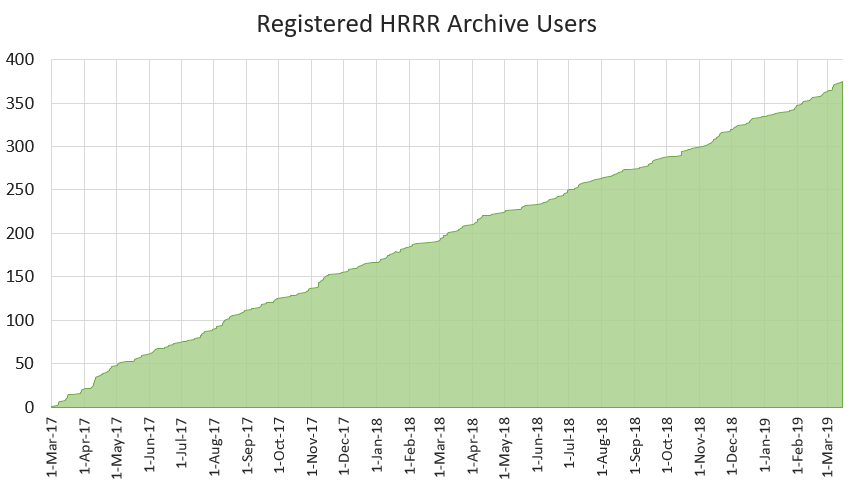 Registered HRRR Archive Users
400
350
300
250
200
150
100
50
0
1-Mar-17
1-Apr-17
1-May-17
1-Jun-17
1-Jul-17
1-Aug-17
1-Sep-17
1-Oct-17
1-Nov-17
1-Dec-17
1-Jan-18
1-Feb-18
1-Mar-18
1-Apr-18
1-May-18
1-Jun-18
1-Jul-18
1-Aug-18
1-Sep-18
1-Oct-18
1-Nov-18
1-Dec-18
1-Jan-19
1-Feb-19
1-Mar-19